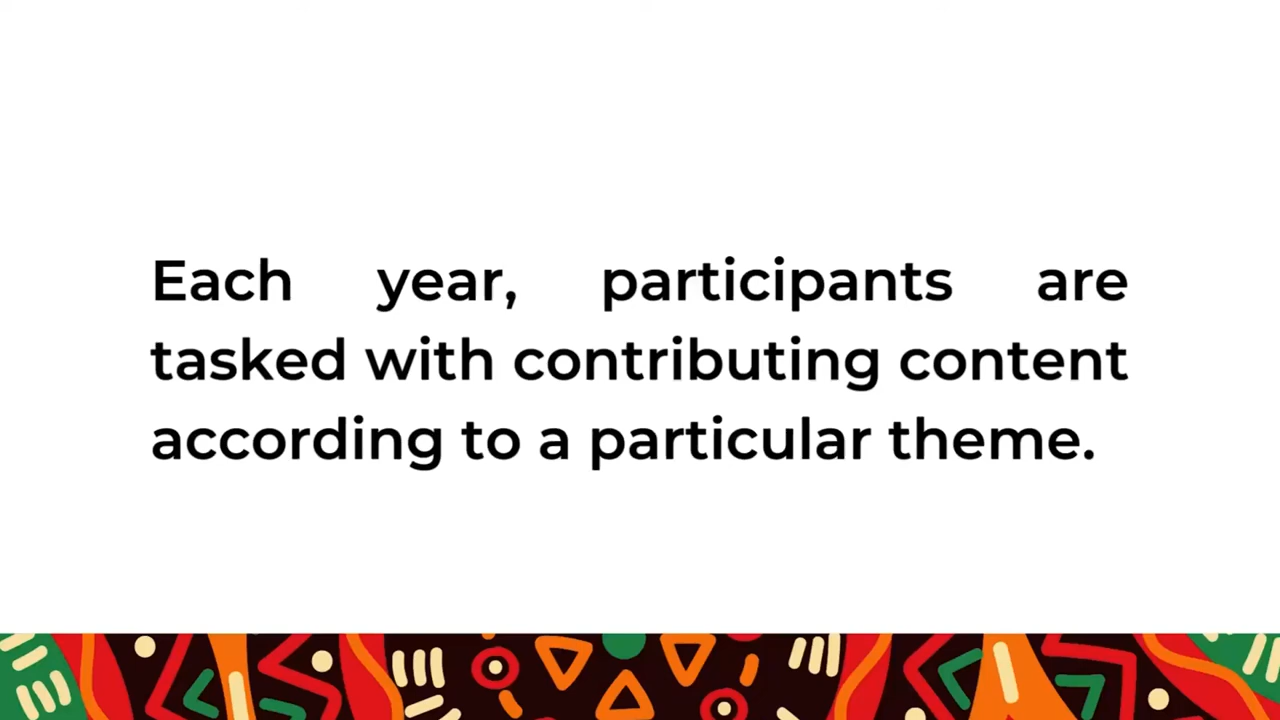 Each year, participants are
tasked with contributing content
according to a particular theme.